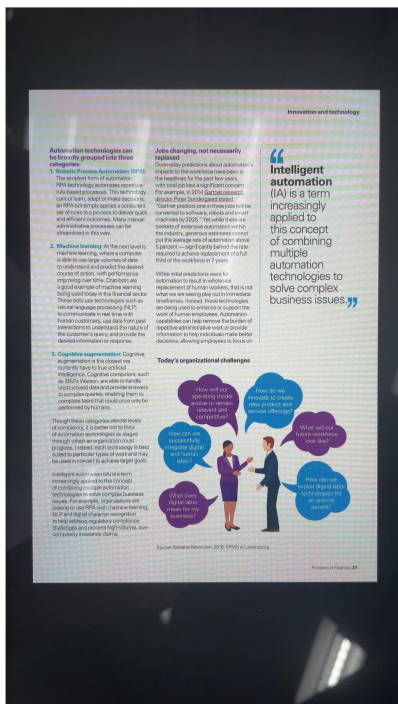 Innovation and technology
Automation technologies can
be broadly grouped into three
categories:
1. Robotic Process Automation (RPA):
The simplest form of automation,
RPA technology automates repetitive
rule-based processes. This technology
cannot learn, adapt or make decisions;
an RPA bot simply applies a consistent
set of rules to a process to deliver quick
and efficient outcomes. Many manual
administrative processes can be
streamlined in this way.
2. Machine learning: At the next level is
machine learning, where a computer
is able to use large volumes of data
to understand and predict the desired
course of action, with performance
improving over time. Chatbots are
a good example of machine learning
being used today in the financial sector.
These bots use technologies such as
natural language processing (NLP)
to communicate in real time with
human customers, use data from past
interactions to understand the nature of
the customer's query, and provide the
desired information or response.
3. Cognitive augmentation: Cognitive
augmentation is the closest we
currently have to true artificial
intelligence. Cognitive computers, such
as IBM's Watson, are able to handle
unstructured data and provide answers
to complex queries, enabling them to
complete tasks that could once only be
performed by humans.
Though these categories denote levels
of complexity, it is better not to think
of automation technologies as stages
through which an organization must
progress. Instead, each technology is best
suited to particular types of work and may
be used in concert to achieve larger goals.
Intelligent automation (IA) is a term
increasingly applied to this concept
of combining multiple automation
technologies to solve complex business
issues. For example, organizations are
looking to use RPA with machine learning,
NLP and digital character recognition
to help address regulatory compliance
challenges and process high-volume, low-
complexity insurance claims.
Jobs changing, not necessarily
replaced
Doomsday predictions about automation's
impacts to the workforce have been in
the headlines for the past few years,
with total job loss a significant concern.
For example, in 2014 Gartner research
director Peter Sondergaard stated,
"Gartner predicts one in three jobs will be
converted to software, robots and smart
machines by 2025." Yet while there are
pockets of extensive automation within
the industry, generous estimates cannot
put the average rate of automation above
5 percent — significantly behind the rate
required to achieve replacement of a full
third of the workforce in 7 years.
While initial predictions were for
automation to result in wholesale
replacement of human workers, that is not
what we are seeing play out in immediate
timeframes. Instead, these technologies
are being used to enhance or support the
work of human employees. Automation
capabilities can help remove the burden of
repetitive administrative work or provide
information to help individuals make better
decisions, allowing employees to focus on
“
Intelligent
automation
(IA) is a term
increasingly
applied to
this concept
of combining
multiple
automation
technologies to
solve complex
business issues.”
Today's organizational challenges
How will our
operating model
evolve to remain
relevant and
competitive?
How do we
innovate to create
new product and
service offerings?
How can we
successfully
integrate digital
and human
labor?
What will our
future workforce
look like?
What does
digital labor
mean for my
business?
How can we
exploit digital labor
technologies for
an optimal
benefit?
Source: Robotics Revolution, 2016, KPMG in Luxembourg.
Frontiers in Finance | 37